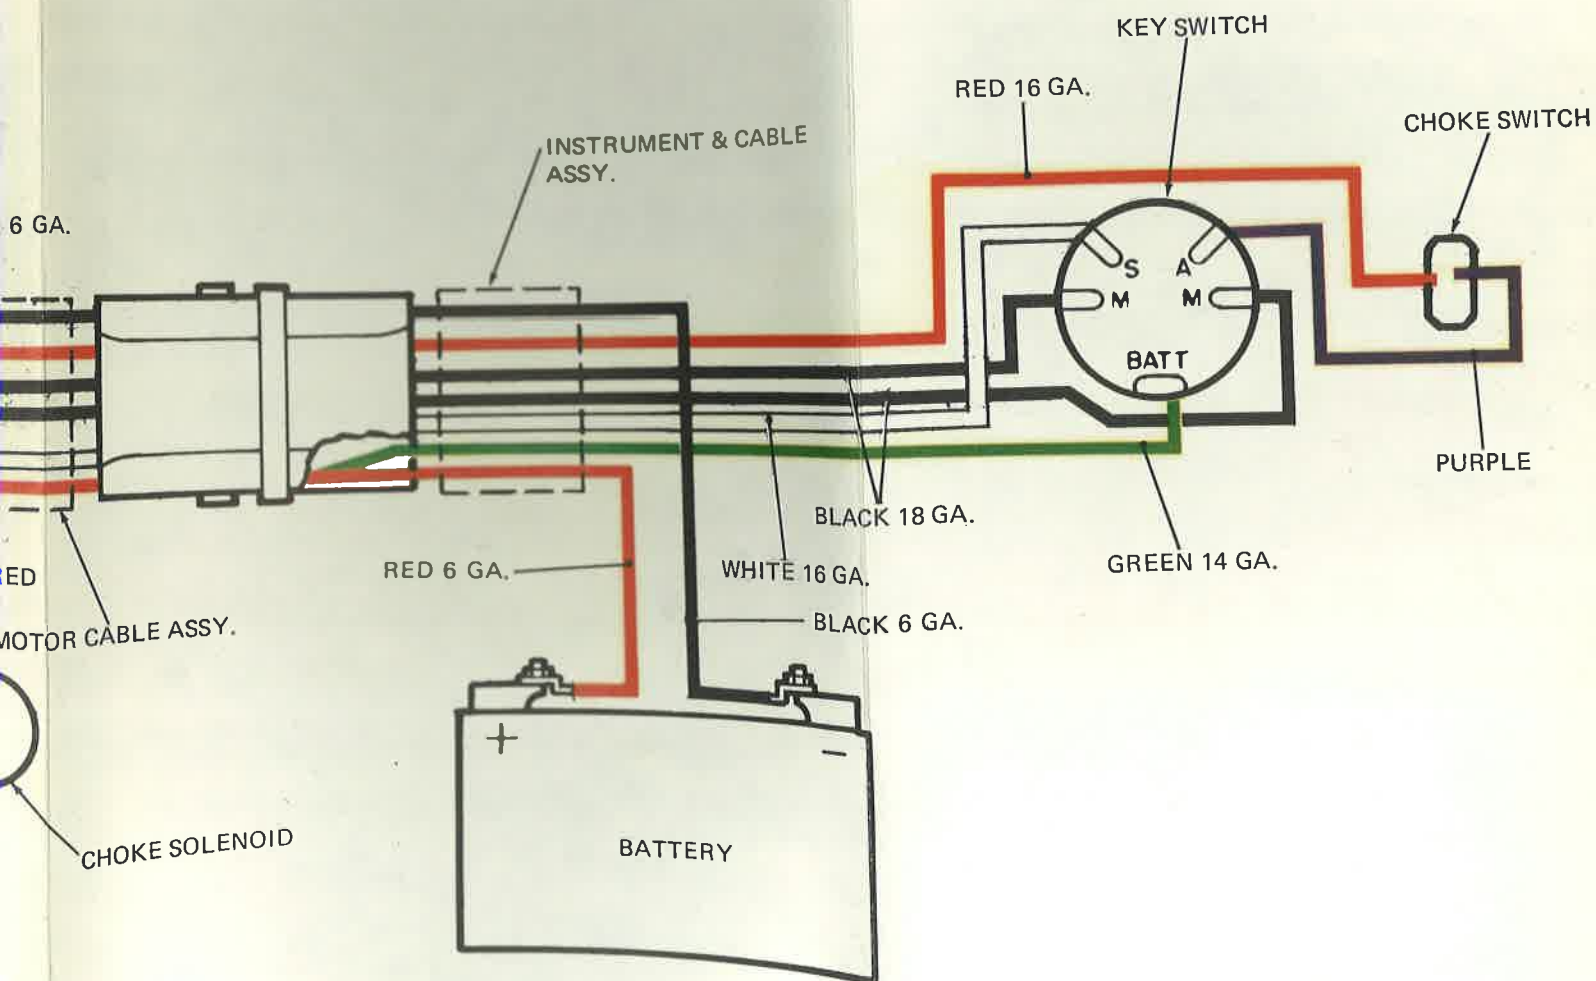 KEY SWITCH
RED 16 GA.
CHOKE SWITCH
INSTRUMENT & CABLE
ASSY.
6 GA.
S
A
M
M
BATT
PURPLE
BLACK 18 GA.
GREEN 14 GA.
RED 6 GA.
WHITE 16 GA.
ED
BLACK 6 GA.
MOTOR CABLE ASSY.
+
-
CHOKE SOLENOID
BATTERY